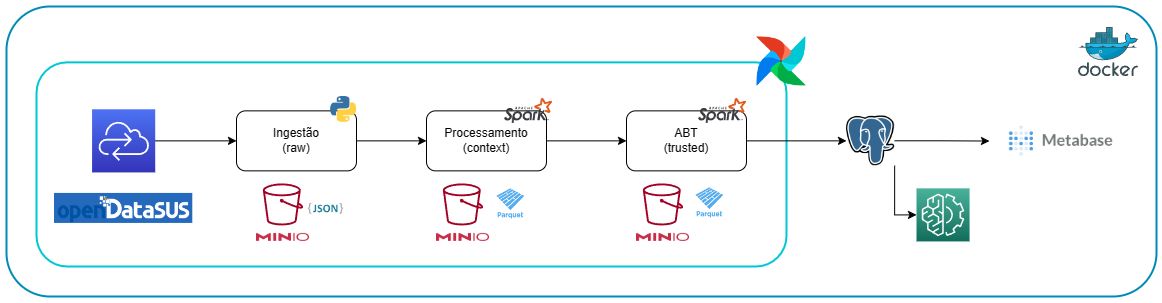 docker
Ingestão
(raw)
APACHE
Spark
Processamento
(context)
APACHE
Spark
ABT
(trusted)
Metabase
openDataSUS
{JSON}
MINIO
Parquet
MINIO
Parquet
MINIO